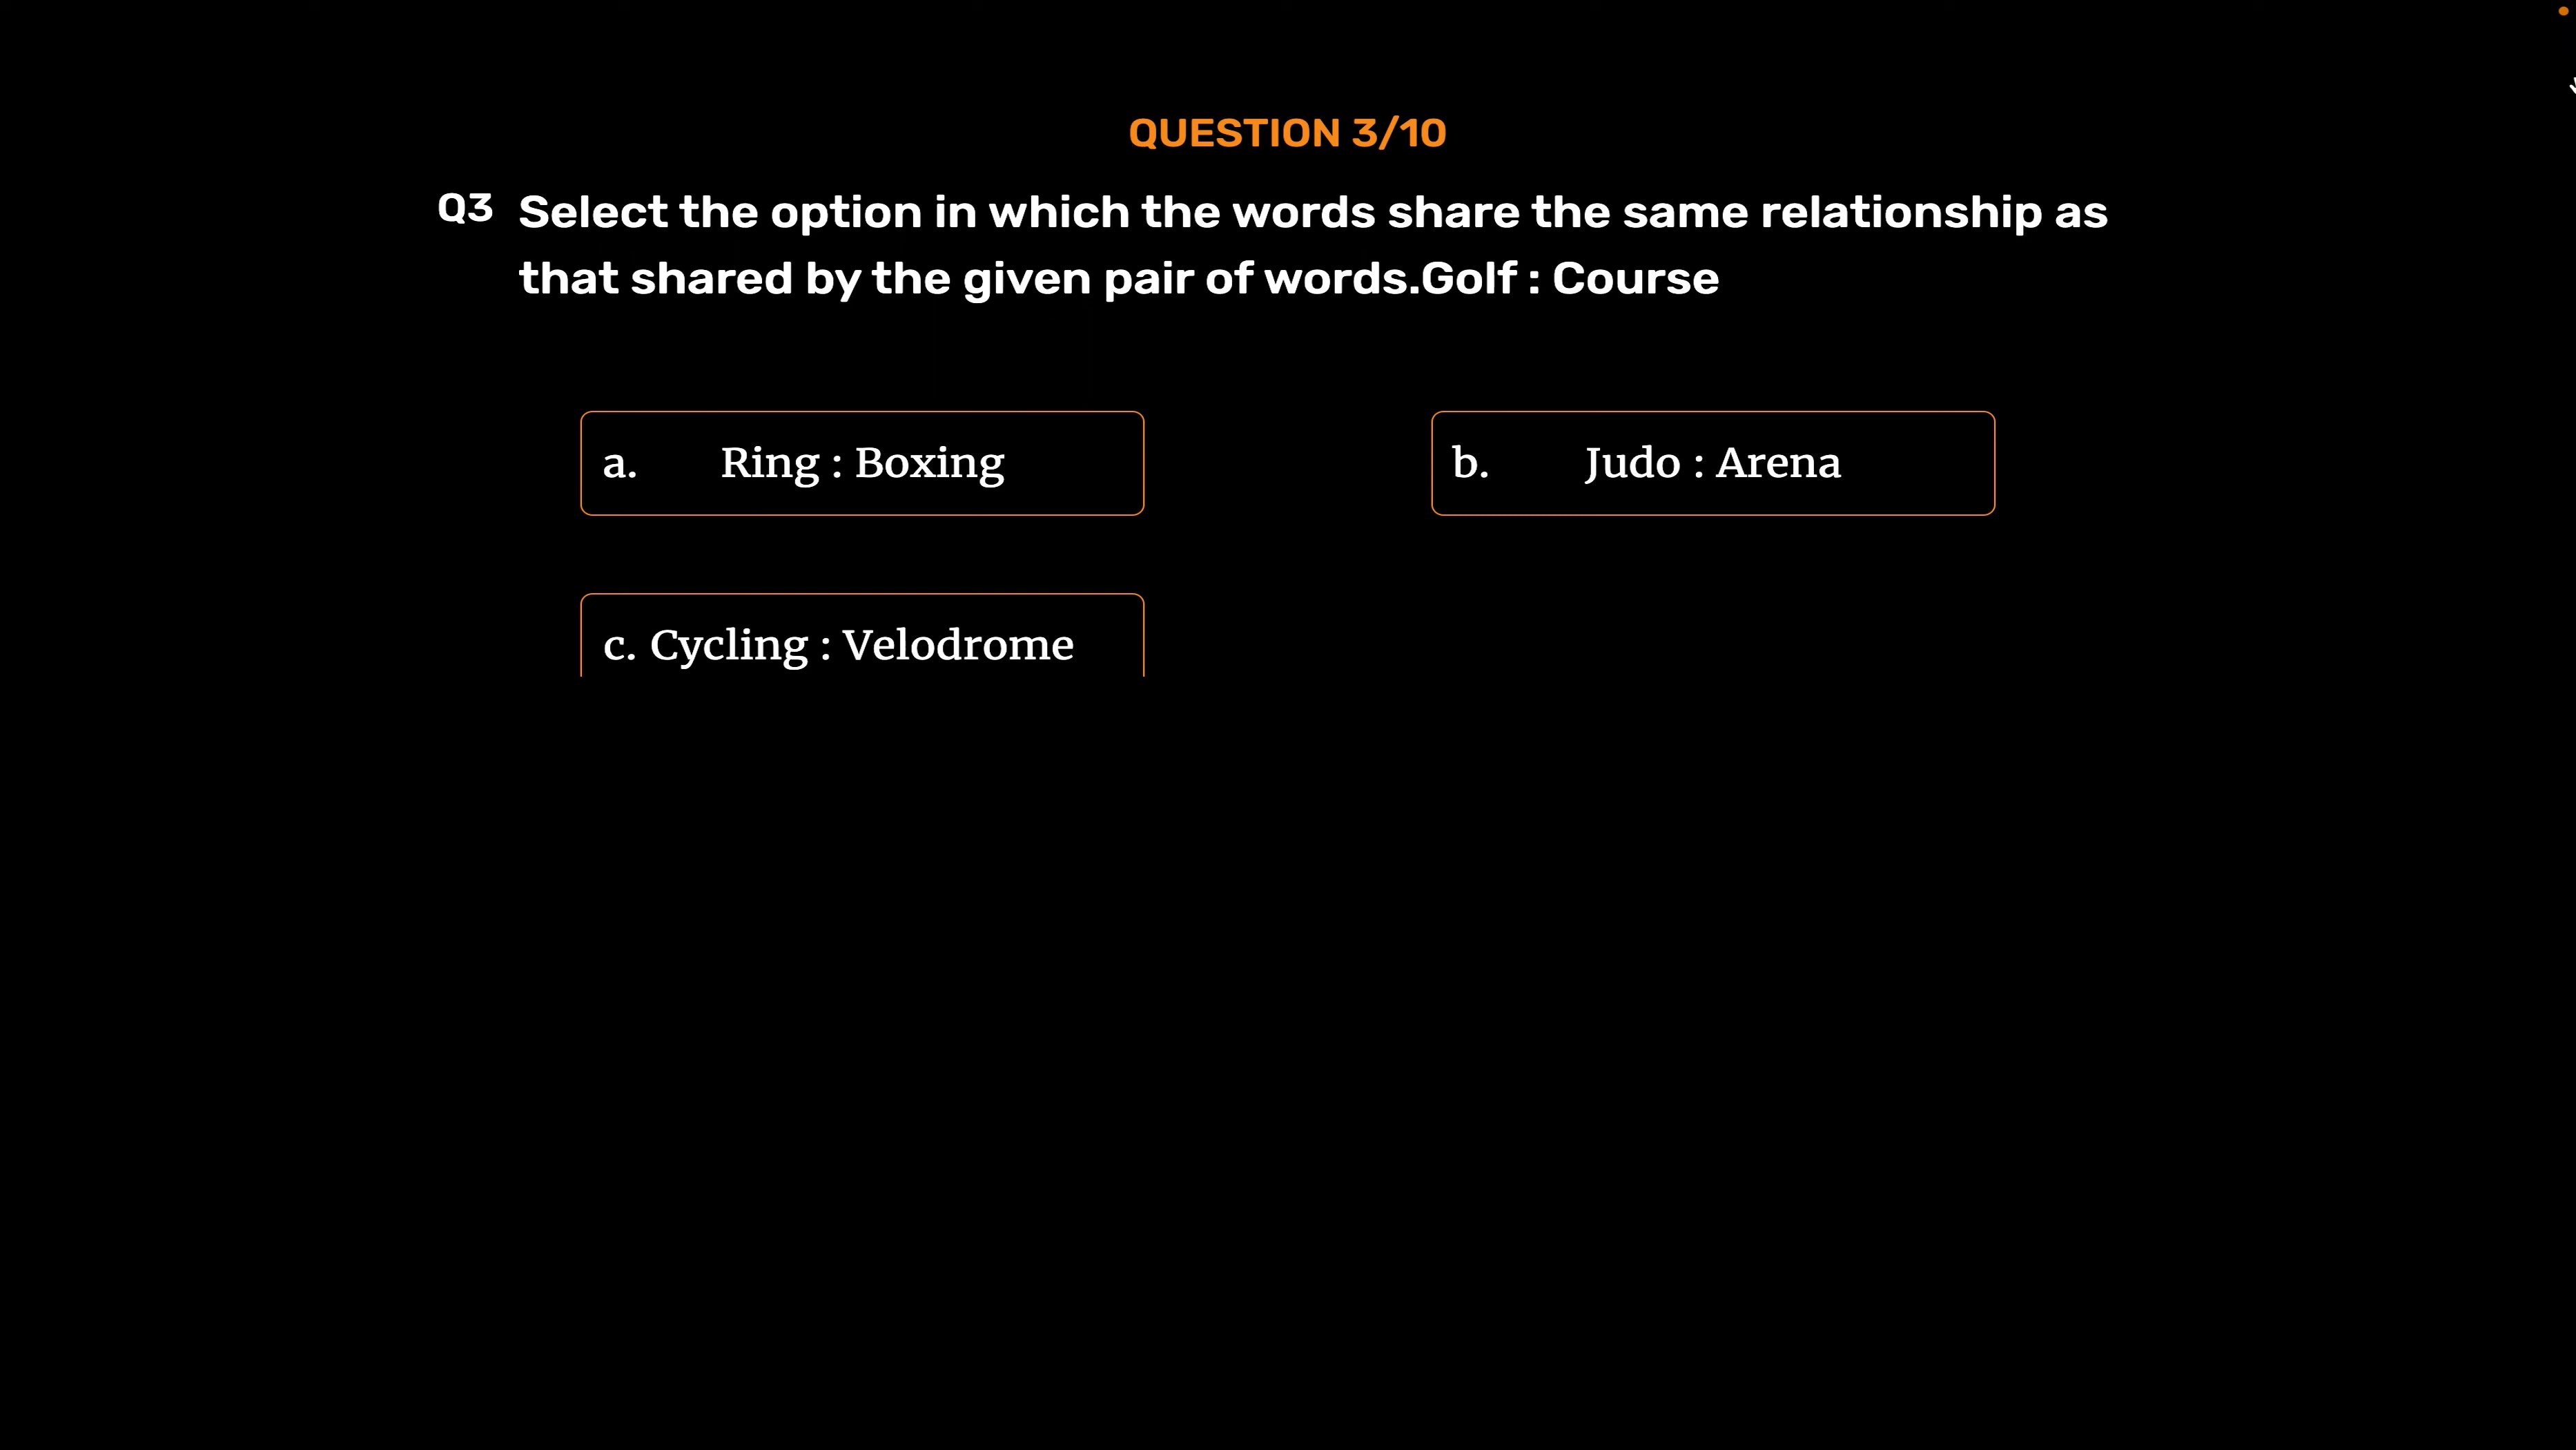 QUESTION 3/10
Q3 Select the option in which the words share the same relationship as
that shared by the given pair of words.Golf : Course
a. Ring : Boxing
b. Judo : Arena
c. Cycling : Velodrome